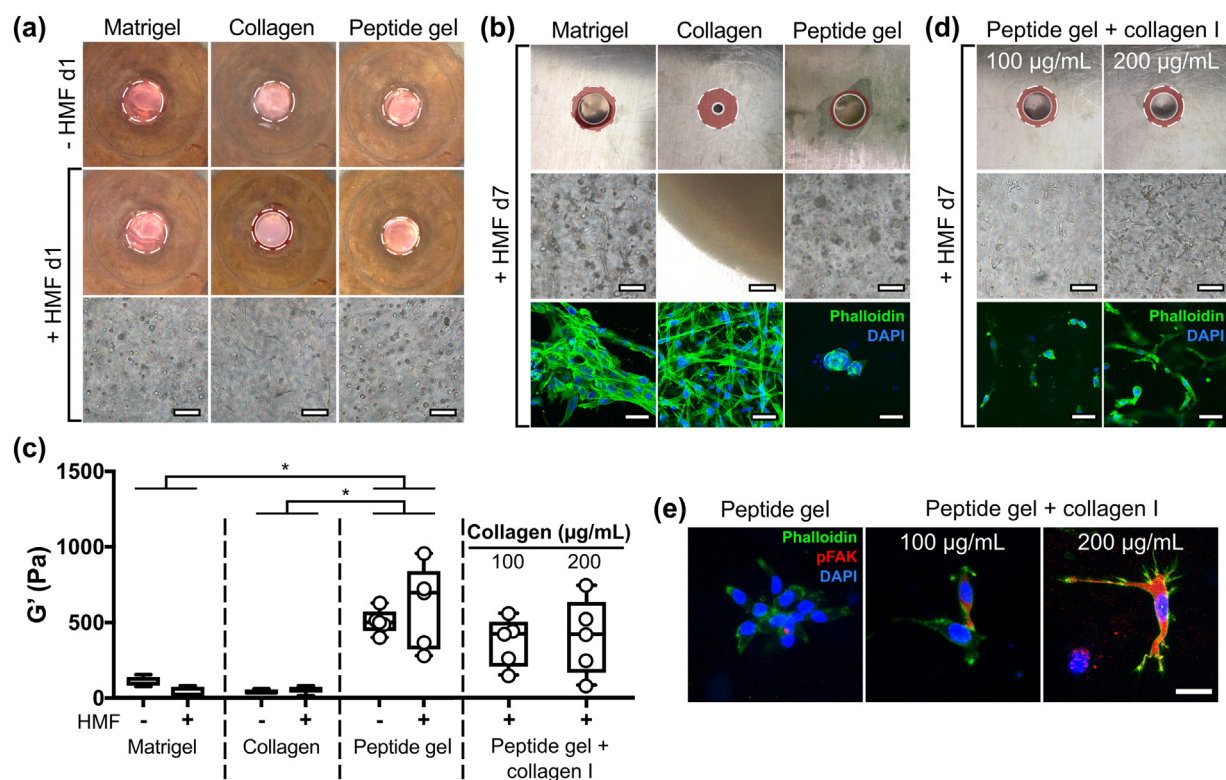 (a)
Matrigel Collagen Peptide gel
- HMF d1
+ HMF d1
(b)
Matrigel Collagen Peptide gel
+ HMF d7
Phalloidin
DAPI
(d)
Peptide gel + collagen I
100 µg/mL 200 µg/mL
+ HMF d7
Phalloidin
DAPI
(c)
G' (Pa)
1500
1000
500
0
*
*
Collagen (µg/mL)
100 200
HMF - + - + - + + +
Matrigel Collagen Peptide gel Peptide gel +
collagen I
(e)
Peptide gel Peptide gel + collagen I
Phalloidin
pFAK
DAPI
100 µg/mL 200 µg/mL